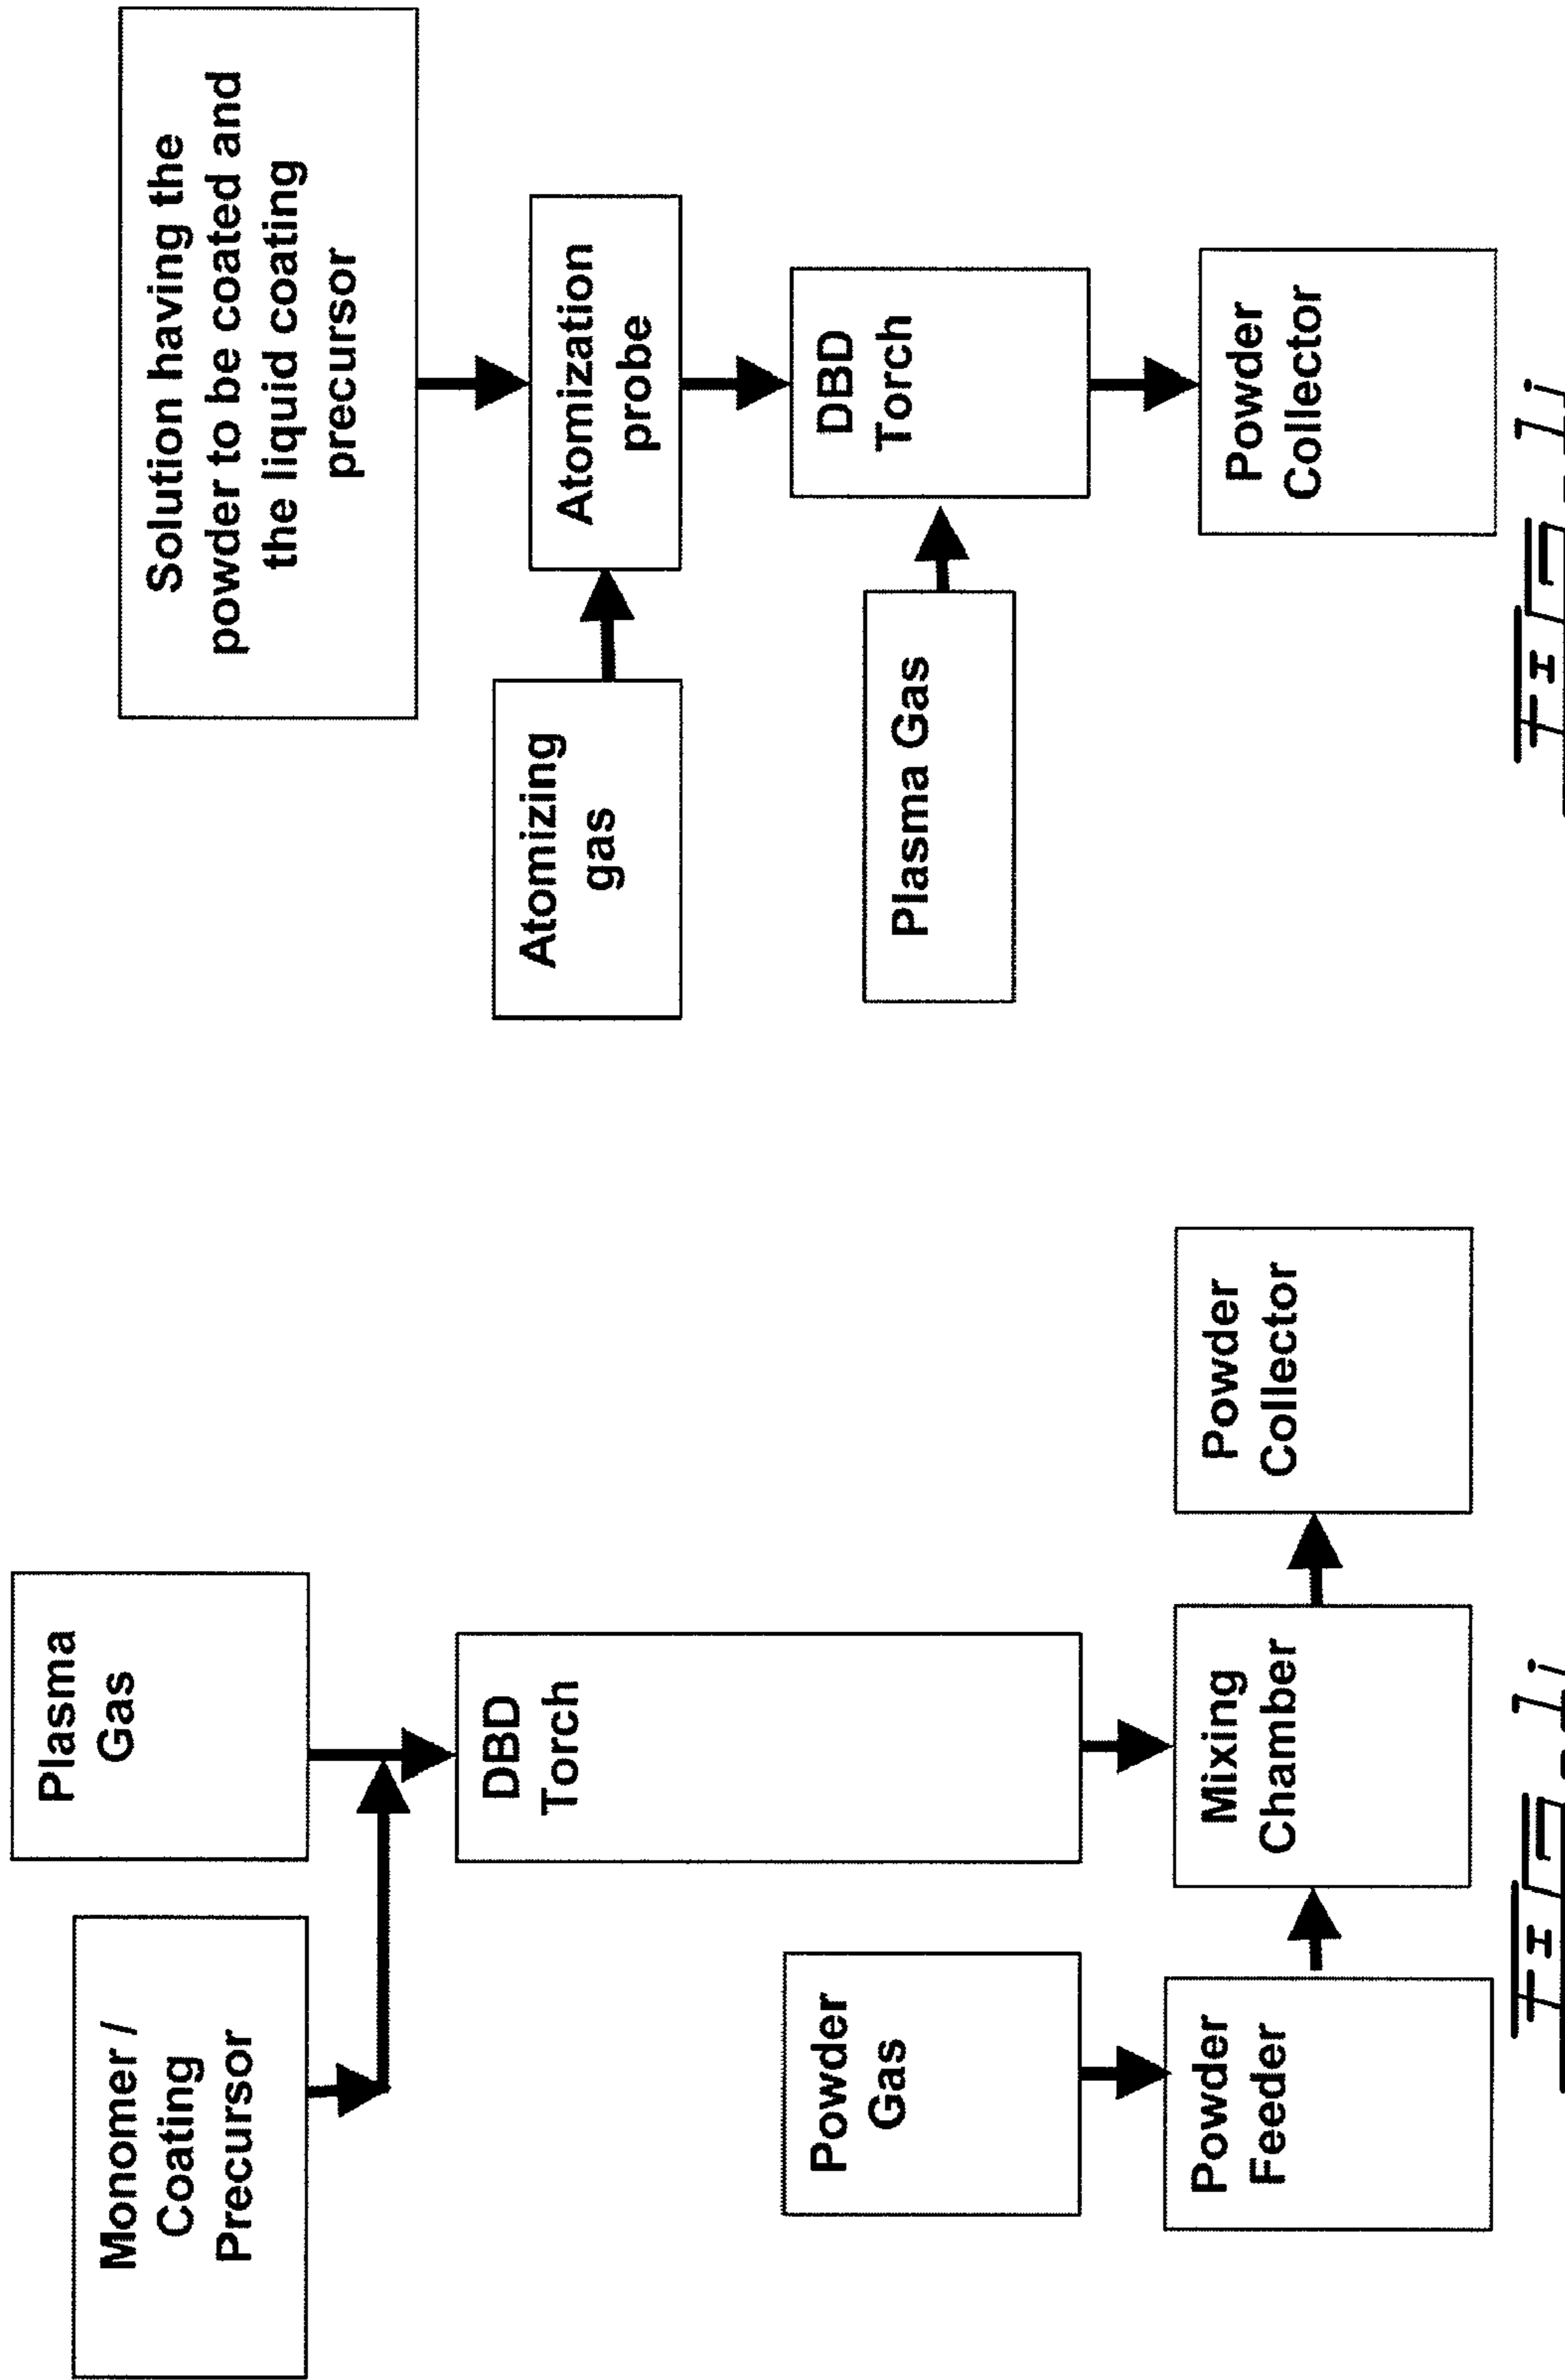 Monomer /
Coating
Precursor
Plasma
Gas
DBD
Torch
Powder
Gas
Powder
Feeder
Mixing
Chamber
Powder
Collector
Solution having the
powder to be coated and
the liquid coating
precursor
Atomizing
gas
Atomization
probe
Plasma Gas
DBD
Torch
Powder
Collector